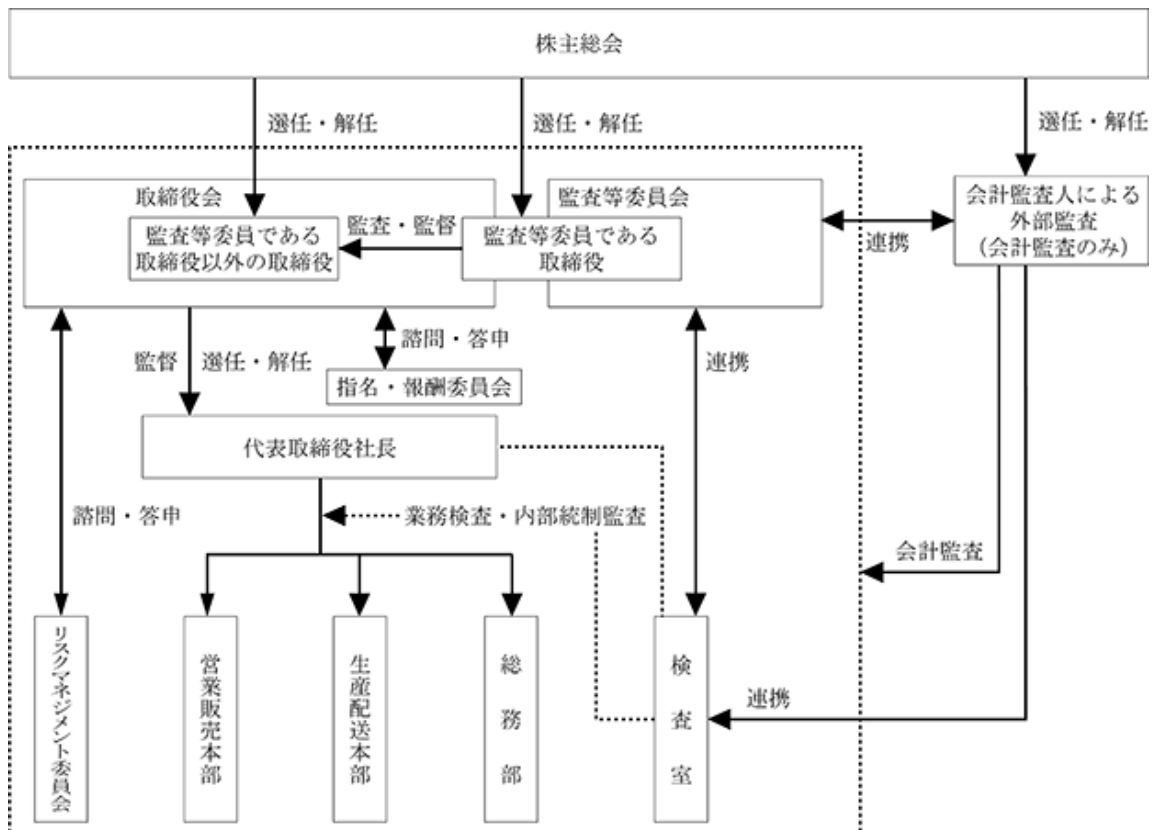 株主総会
選任・解任
選任・解任
選任・解任
取締役会
監査等委員会
会計監査人による
外部監査
(会計監査のみ)
監査等委員である
取締役以外の取締役
監査・監督
監査等委員である
取締役
連携
諮問・答申
監督
選任・解任
連携
指名・報酬委員会
代表取締役社長
諮問・答申
業務検査・内部統制監査
会計監査
リスクマネジメント委員会
営業販売本部
生産配送本部
総務部
検査室
連携